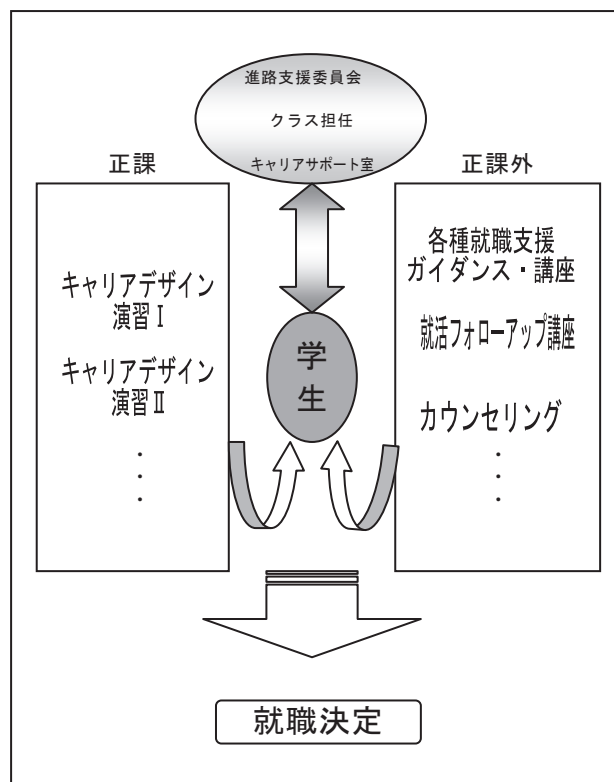 進路支援委員会
クラス担任
キャリアサポート室
正課
キャリアデザイン
演習Ⅰ
キャリアデザイン
演習Ⅱ
・
・
・
学
生
正課外
各種就職支援
ガイダンス・講座
就活フォローアップ講座
カウンセリング
・
・
・
就職決定